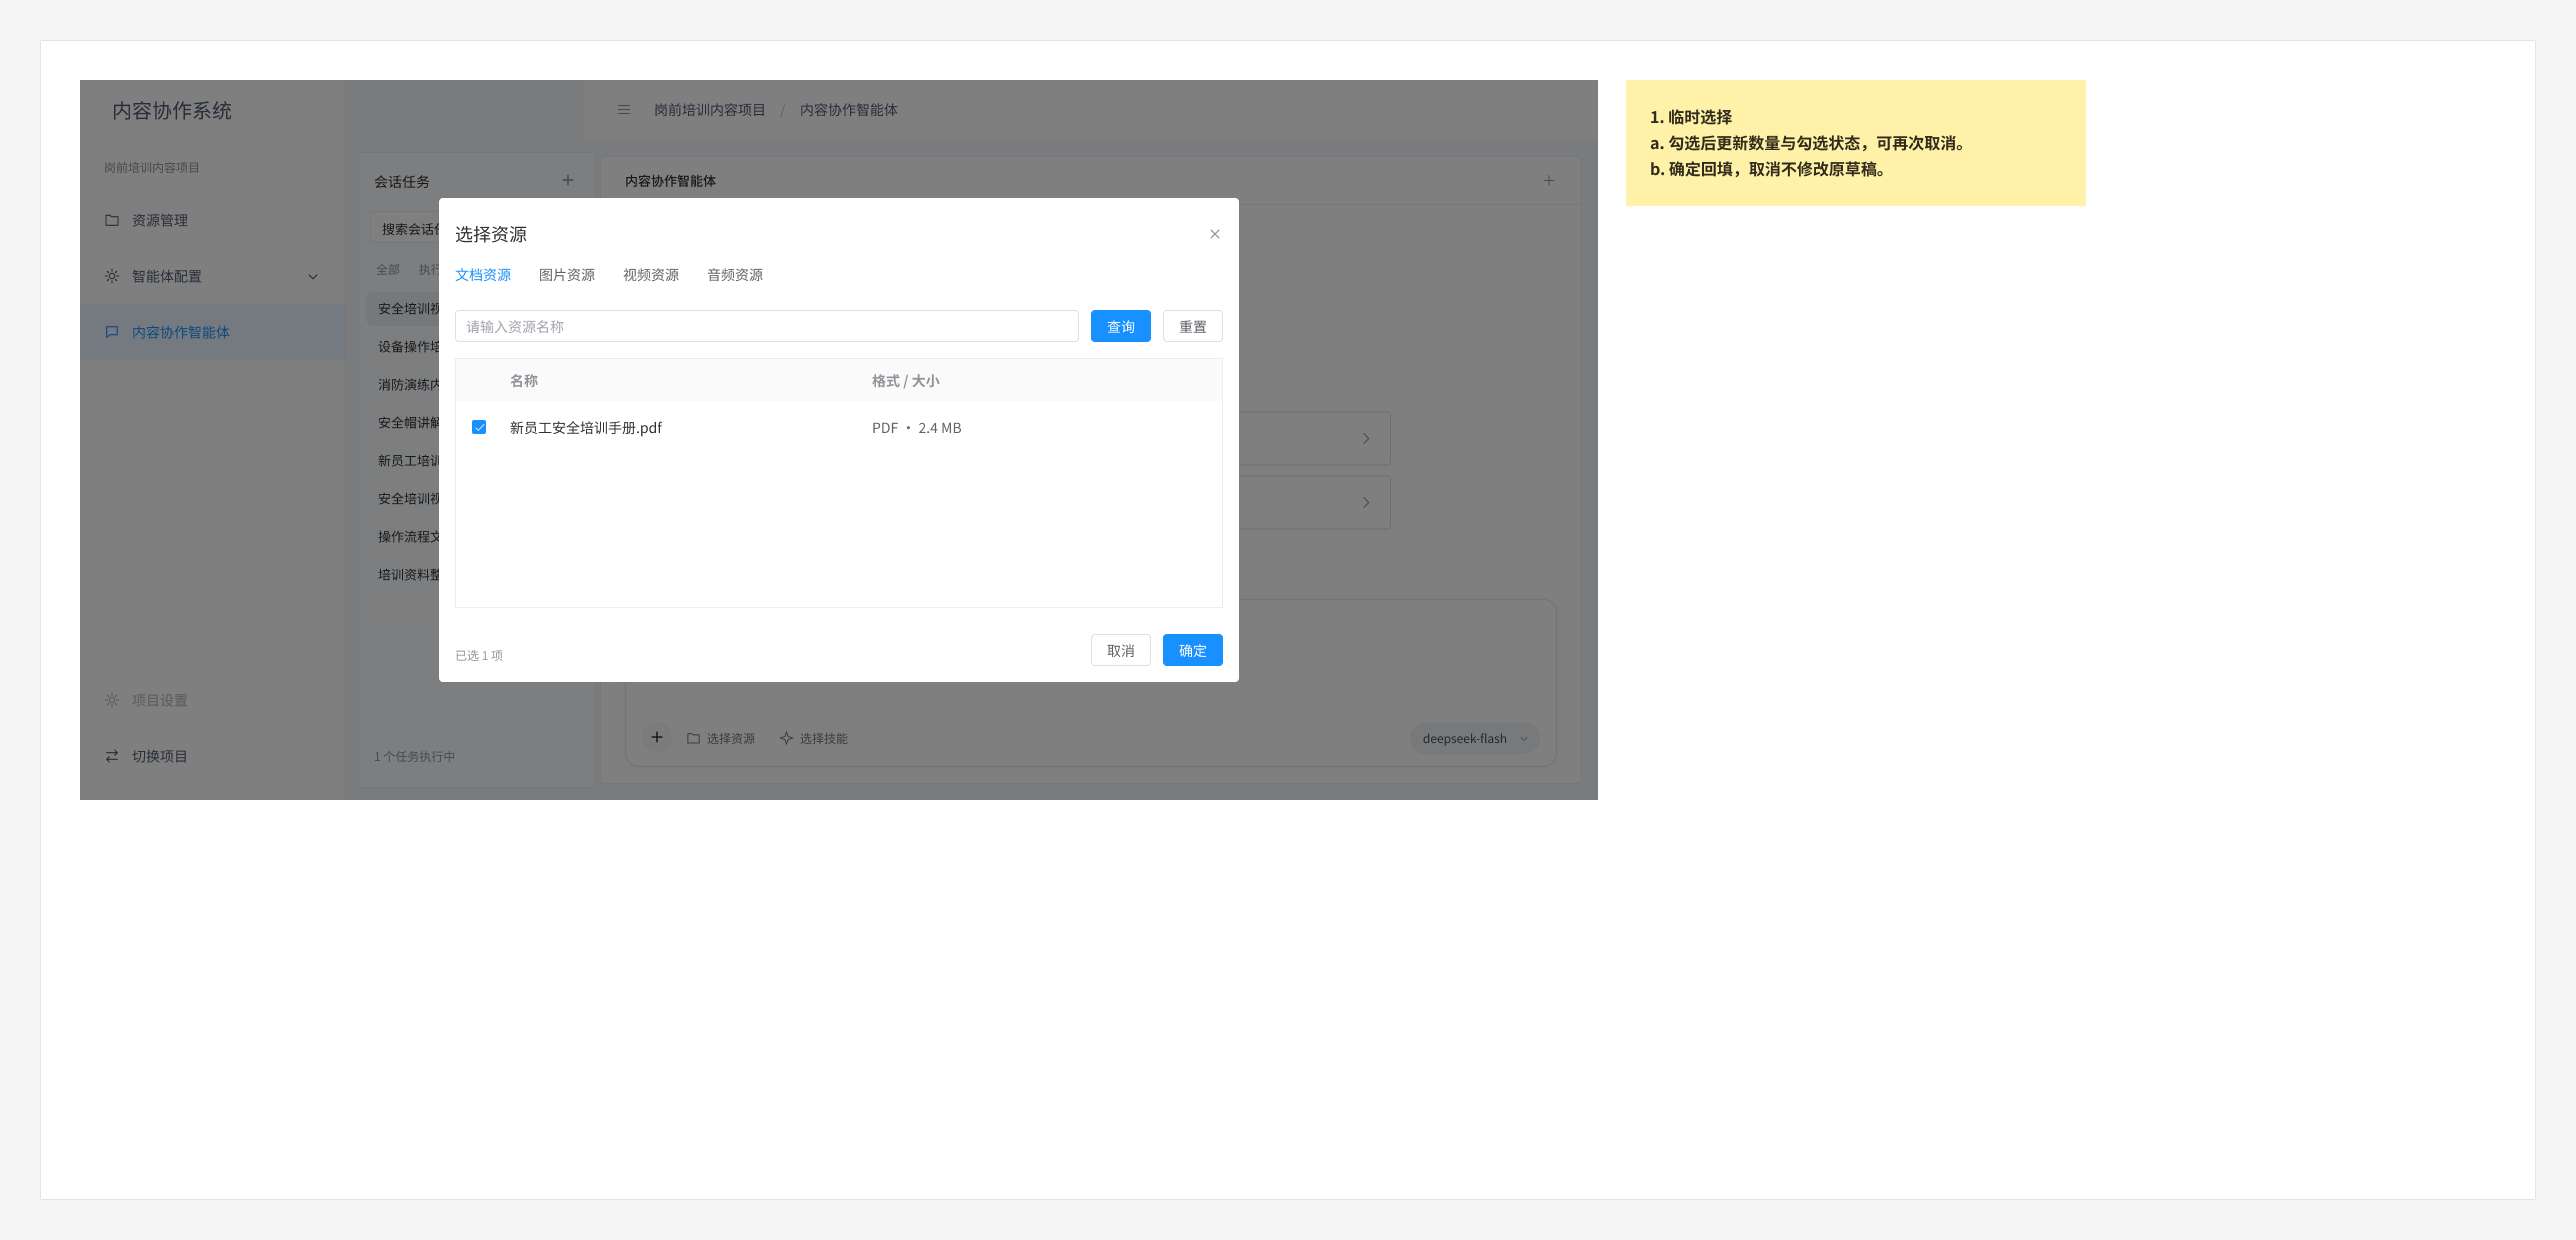 内容协作系统
岗前培训内容项目
资源管理
智能体配置
内容协作智能体
项目设置
切换项目
岗前培训内容项目 / 内容协作智能体
会话任务
搜索会话
全部 执行
安全培训
设备操作
消防演练
安全帽讲
新员工培
安全培训
操作流程
培训资料
1 个任务执行中
内容协作智能体
选择资源
文档资源 图片资源 视频资源 音频资源
请输入资源名称
查询 重置
名称 格式 / 大小
新员工安全培训手册.pdf PDF · 2.4 MB
已选 1 项
取消 确定
选择资源 选择技能
deepseek-flash
1. 临时选择
a. 勾选后更新数量与勾选状态，可再次取消。
b. 确定回填，取消不修改原草稿。